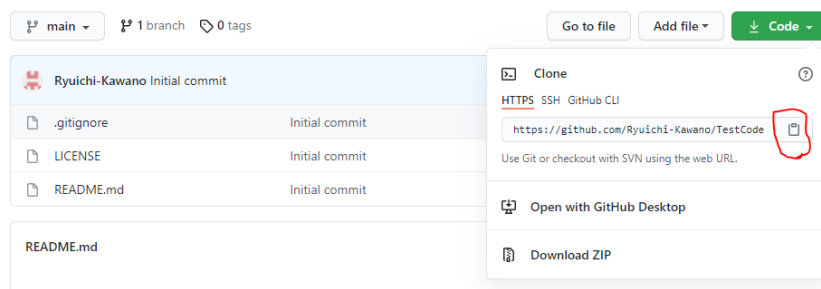 main 1 branch 0 tags Go to file Add file Code
Ryuichi-Kawano Initial commit
.gitignore Initial commit
LICENSE Initial commit
README.md Initial commit
README.md
Clone
HTTPS SSH GitHub CLI
https://github.com/Ryuichi-Kawano/TestCode
Use Git or checkout with SVN using the web URL.
Open with GitHub Desktop
Download ZIP